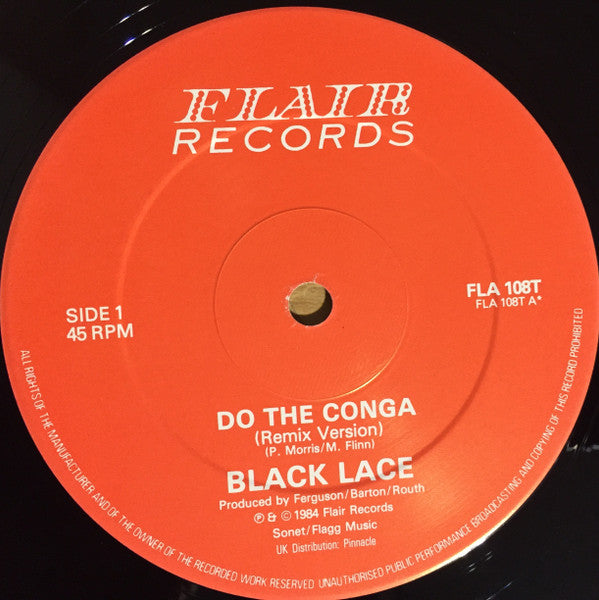 FLAIR
RECORDS
SIDE 1
45 RPM
FLA 108T
FLA 108T A*
DO THE CONGA
(Remix Version)
(P. Morris/M. Flinn)
BLACK LACE
Produced by Ferguson/Barton/Routh
℗ & © 1984 Flair Records
Sonet/Flagg Music
UK Distribution: Pinnacle
ALL RIGHTS OF THE MANUFACTURER AND OF THE OWNER OF THE RECORDED WORK RESERVED UNAUTHORISED PUBLIC PERFORMANCE BROADCASTING AND COPYING OF THIS RECORD PROHIBITED